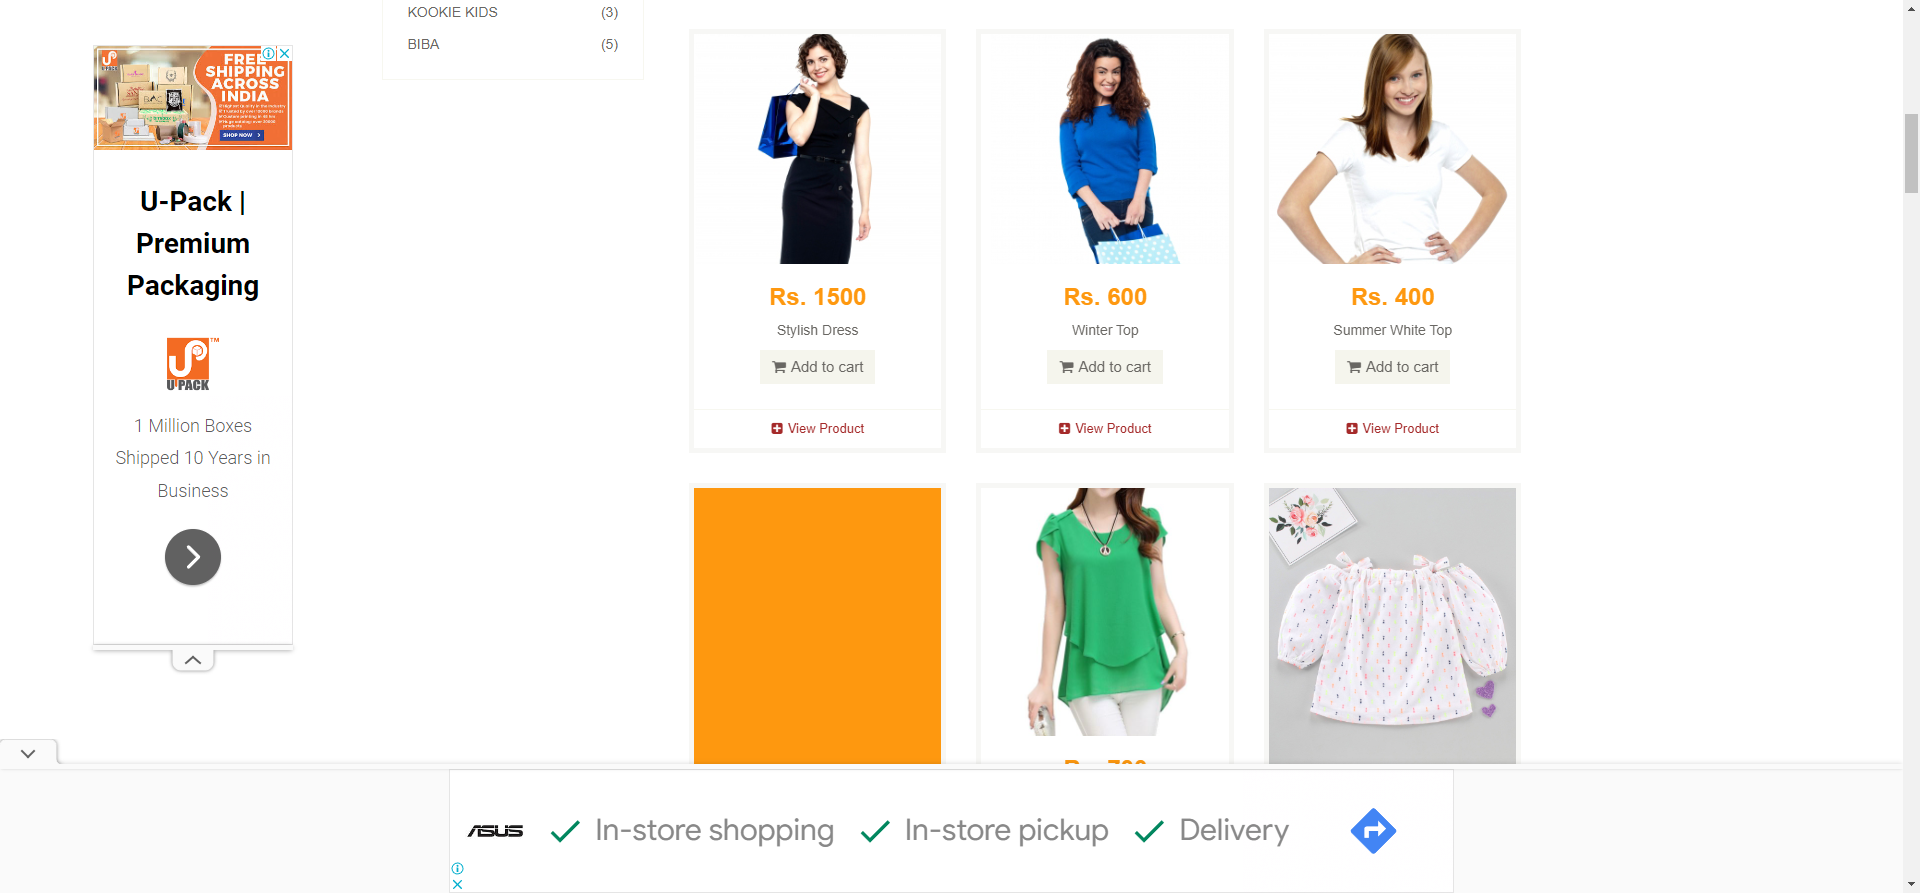 KOOKIE KIDS (3)
BIBA (5)
U-PACK
FREE
SHIPPING
ACROSS
INDIA
SHOP NOW >
U-Pack |
Premium
Packaging
U PACK
TM
1 Million Boxes
Shipped 10 Years in
Business
Rs. 1500
Stylish Dress
Add to cart
View Product
Rs. 600
Winter Top
Add to cart
View Product
Rs. 400
Summer White Top
Add to cart
View Product
ASUS
In-store shopping
In-store pickup
Delivery